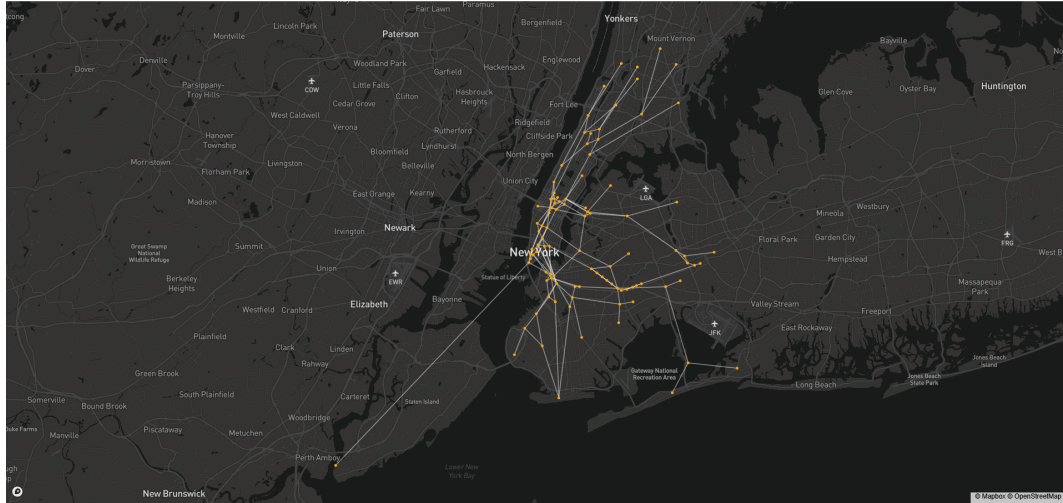 Fair Lawn
Paramus
Bergenfield
Yonkers
Lincoln Park
Paterson
Mount Vernon
Bayville
Montville
Denville
Englewood
Dover
Woodland Park
Hackensack
Parsippany-
Troy Hills
CDW
Little Falls
Garfield
Hasbrouck
Heights
Glen Cove
Oyster Bay
Huntington
Cedar Grove
Clifton
Fort Lee
West Caldwell
Verona
Rutherford
Ridgefield
Cliffside Park
Hanover
Township
Bloomfield
Lyndhurst
North Bergen
Morristown
Livingston
Belleville
Florham Park
Union City
East Orange
Kearny
LGA
Madison
Westbury
Mineola
Irvington
Newark
FRG
Great Swamp
National
Wildlife Refuge
Summit
New York
Floral Park
Garden City
West B
Union
Hempstead
Berkeley
Heights
EWR
Statue of Liberty
Massapequa
Park
Elizabeth
Bayonne
Westfield
Cranford
Valley Stream
Freeport
JFK
East Rockaway
Plainfield
Clark
Linden
Rahway
Jones Beach
Island
Green Brook
Gateway National
Recreation Area
Long Beach
Jones Beach
State Park
South Plainfield
Carteret
Staten Island
Somerville
Bound Brook
Woodbridge
Duke Farms
Manville
Piscataway
Metuchen
Perth Amboy
Lower New
York Bay
New Brunswick
© Mapbox © OpenStreetMap